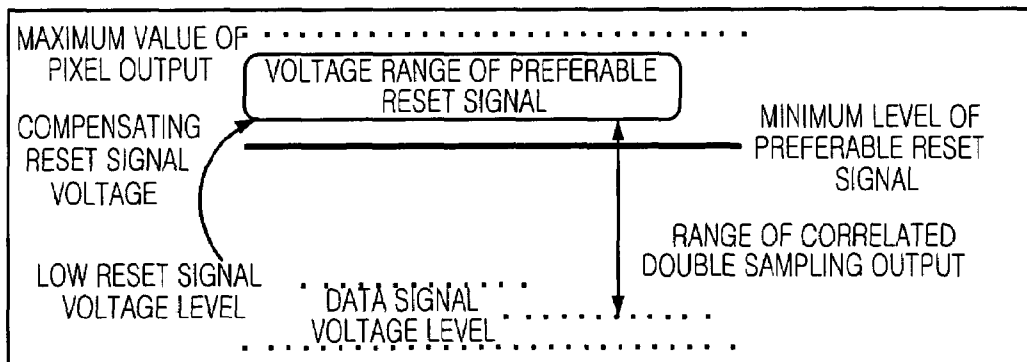 MAXIMUM VALUE OF
PIXEL OUTPUT
VOLTAGE RANGE OF PREFERABLE
RESET SIGNAL
COMPENSATING
RESET SIGNAL
VOLTAGE
MINIMUM LEVEL OF
PREFERABLE RESET
SIGNAL
RANGE OF CORRELATED
DOUBLE SAMPLING OUTPUT
LOW RESET SIGNAL
VOLTAGE LEVEL
DATA SIGNAL
VOLTAGE LEVEL